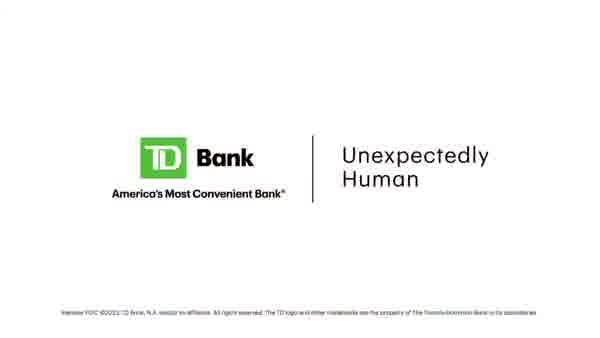 TD Bank
America's Most Convenient Bank®
Unexpectedly
Human
Member FDIC ©2023 TD Bank, N.A. and/or its affiliates. All rights reserved. The TD logo and other trademarks are the property of The Toronto-Dominion Bank or its subsidiaries